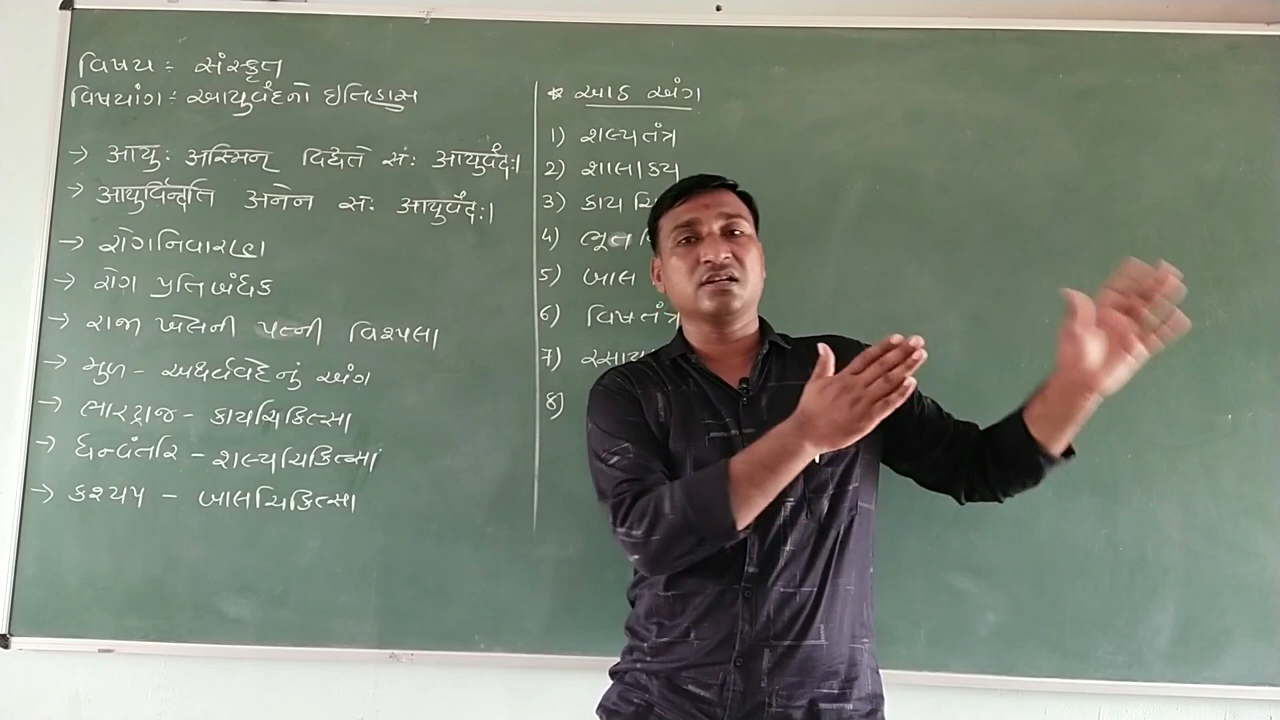 વિષય : સંસ્કૃત
વિષયાંગ : આયુર્વેદનો ઇતિહાસ
→ आयुः अस्मिन् विद्यते सः आयुर्वेदः।
→ आयुर्विन्दति अनेन सः आयुर्वेदः।
→ રોગનિવારણ
→ રોગ પ્રતિબંધક
→ રાજા ખેલની પત્ની વિશ્પલા
→ મુળ - અથર્વવેદનું અંગ
→ ભારદ્વાજ - કાયચિકિત્સા
→ ધન્વંતરિ - શલ્યચિકિત્સા
→ કશ્યપ - બાલચિકિત્સા
* આઠ અંગ
1) શલ્યતંત્ર
2) શાલાક્ય
3) કાય
4) ભૂત
5) બાલ
6) વિષતંત્ર
7)
8)